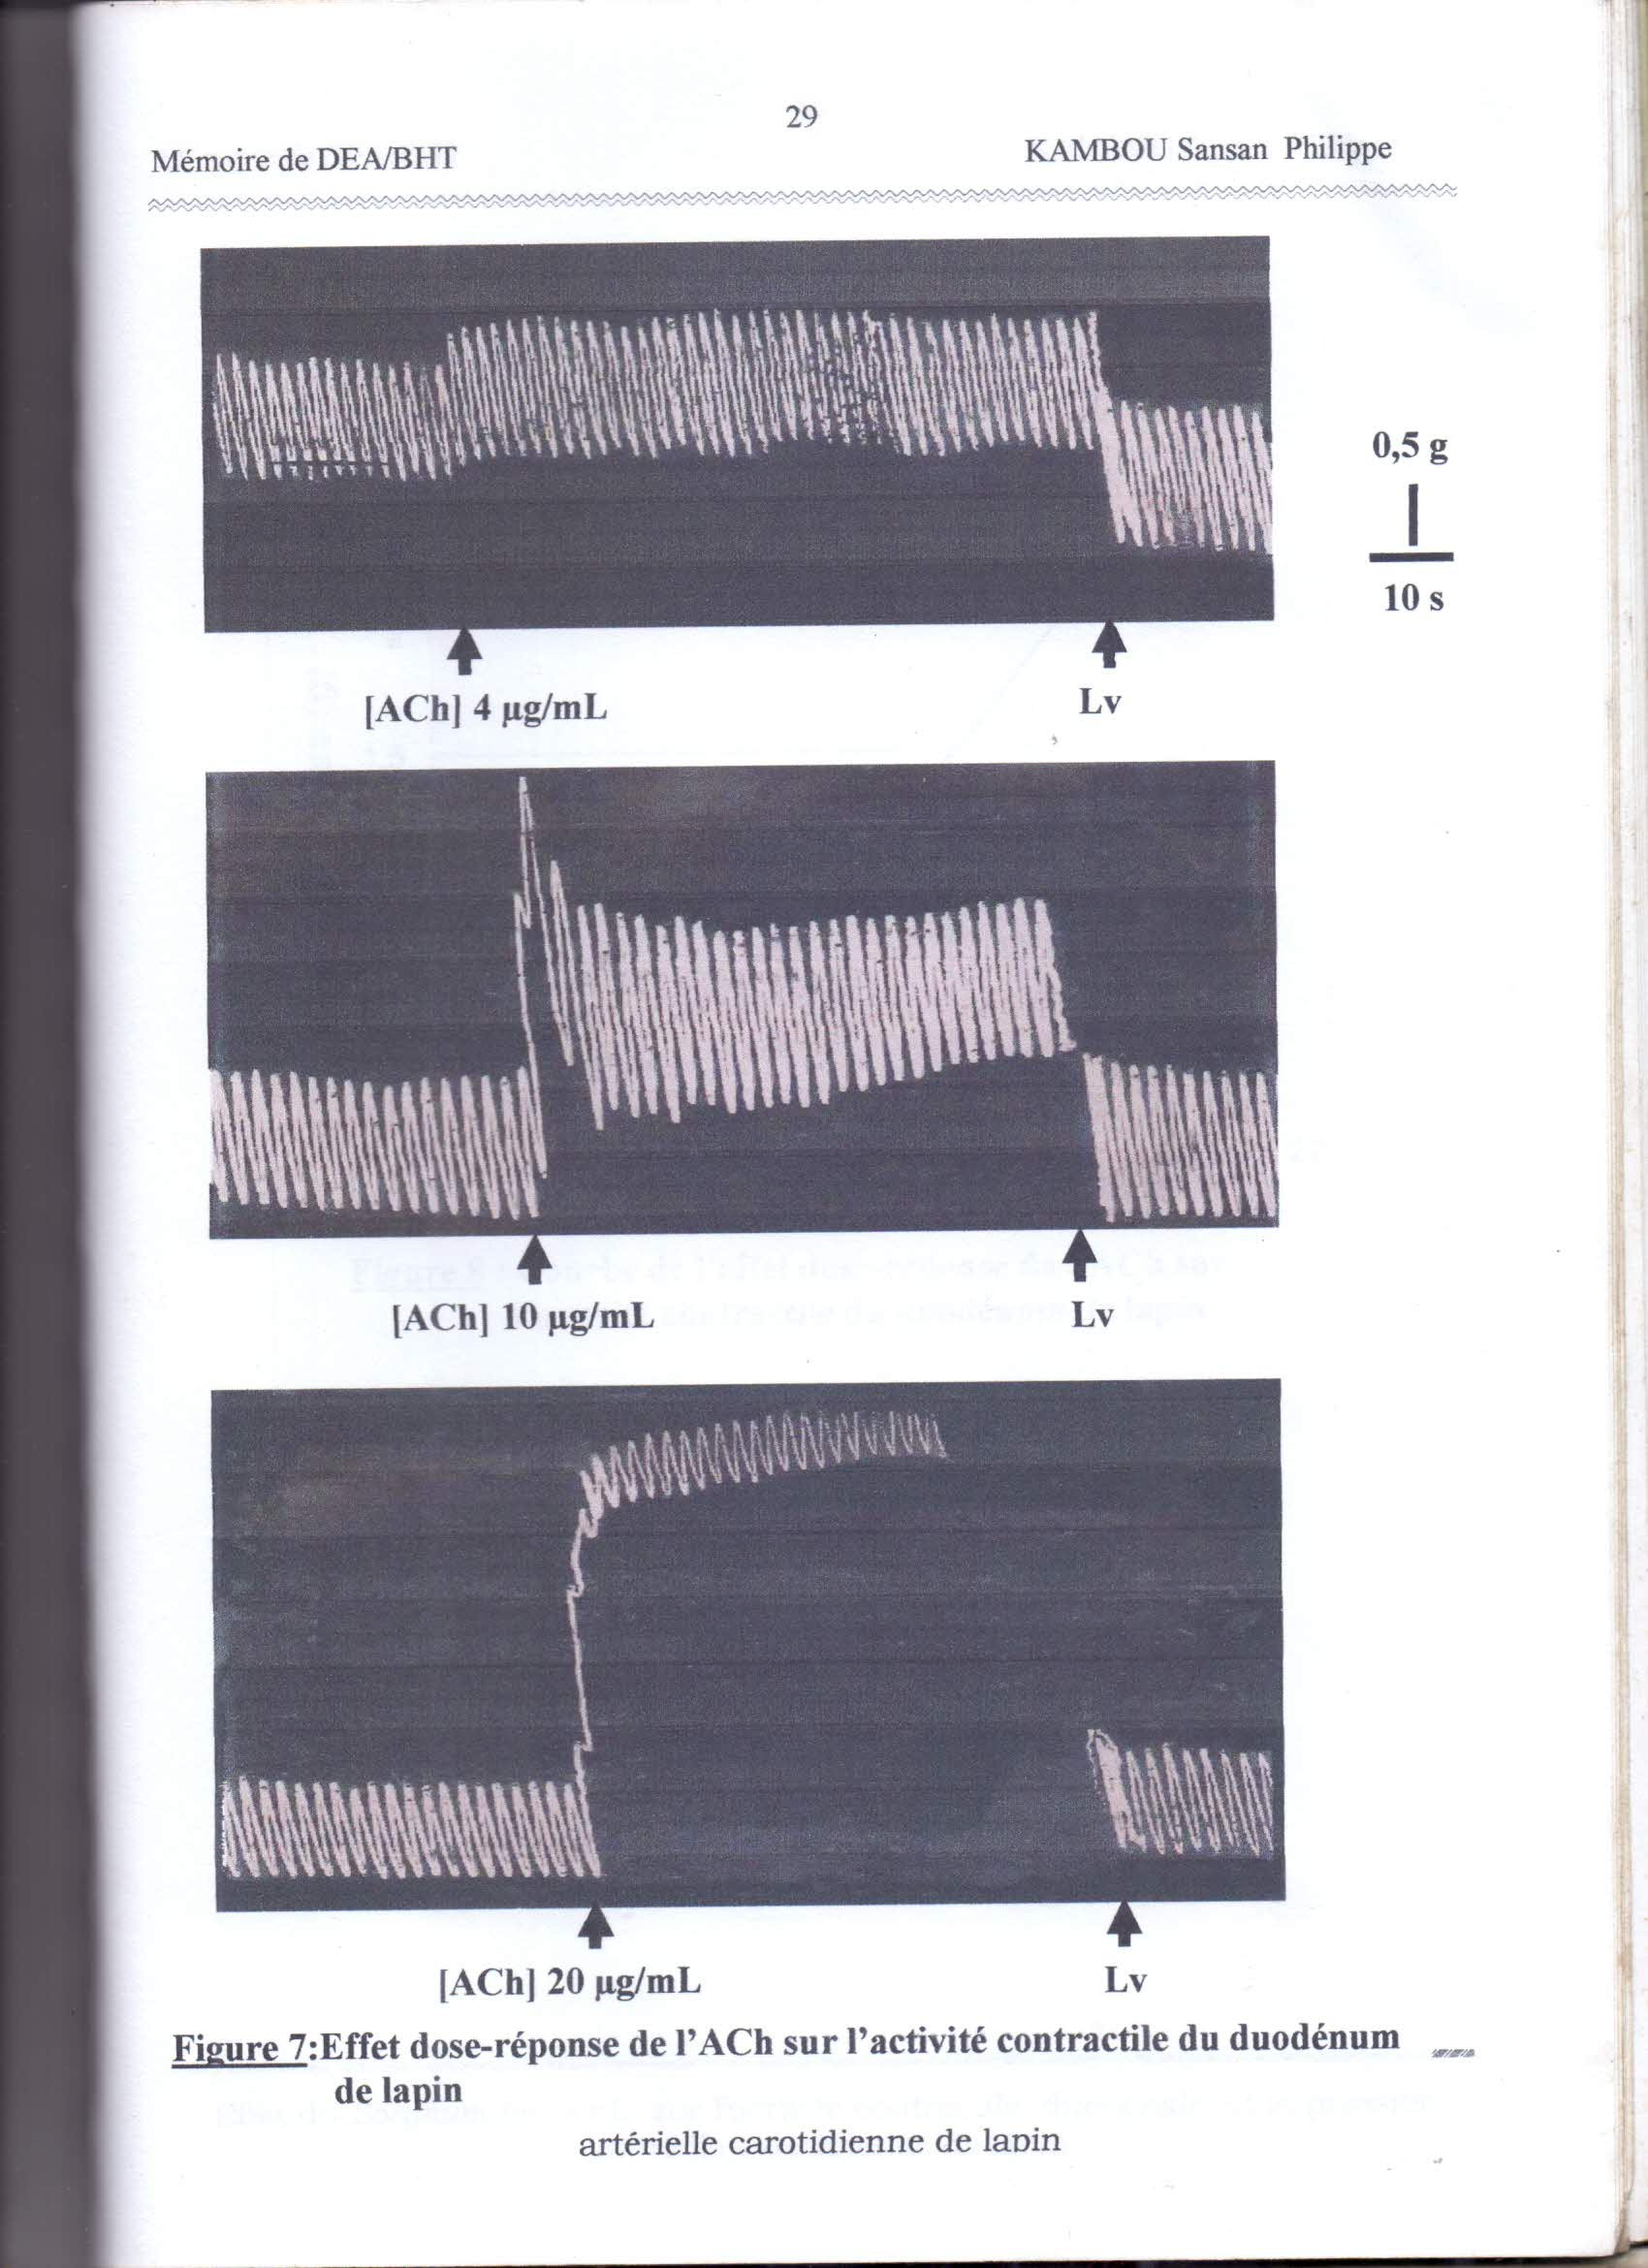 29
Mémoire de DEA/BHT
KAMBOU Sansan Philippe
0,5 g
10 s
[ACh] 4 µg/mL
Lv
[ACh] 10 µg/mL
Lv
[ACh] 20 µg/mL
Lv
Figure 7:Effet dose-réponse de l'ACh sur l'activité contractile du duodénum
de lapin
artérielle carotidienne de lapin